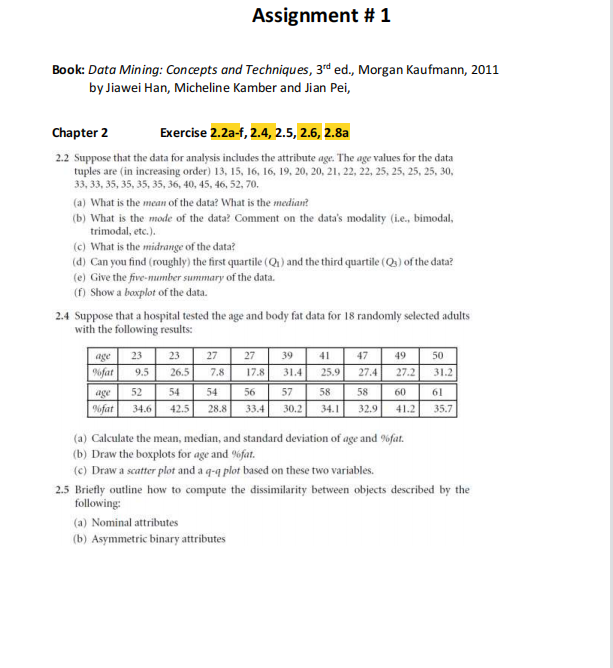 Assignment # 1
Book: Data Mining: Concepts and Techniques, 3rd ed., Morgan Kaufmann, 2011
by Jiawei Han, Micheline Kamber and Jian Pei,
Chapter 2 Exercise 2.2a-f, 2.4, 2.5, 2.6, 2.8a
2.2 Suppose that the data for analysis includes the attribute age. The age values for the data
tuples are (in increasing order) 13, 15, 16, 16, 19, 20, 20, 21, 22, 22, 25, 25, 25, 25, 30,
33, 33, 35, 35, 35, 35, 36, 40, 45, 46, 52, 70.
(a) What is the mean of the data? What is the median?
(b) What is the mode of the data? Comment on the data's modality (i.e., bimodal,
trimodal, etc.).
(c) What is the midrange of the data?
(d) Can you find (roughly) the first quartile (Q1) and the third quartile (Q3) of the data?
(e) Give the five-number summary of the data.
(f) Show a boxplot of the data.
2.4 Suppose that a hospital tested the age and body fat data for 18 randomly selected adults
with the following results:
age 23 23 27 27 39 41 47 49 50
%fat 9.5 26.5 7.8 17.8 31.4 25.9 27.4 27.2 31.2
age 52 54 54 56 57 58 58 60 61
%fat 34.6 42.5 28.8 33.4 30.2 34.1 32.9 41.2 35.7
(a) Calculate the mean, median, and standard deviation of age and %fat.
(b) Draw the boxplots for age and %fat.
(c) Draw a scatter plot and a q-q plot based on these two variables.
2.5 Briefly outline how to compute the dissimilarity between objects described by the
following:
(a) Nominal attributes
(b) Asymmetric binary attributes